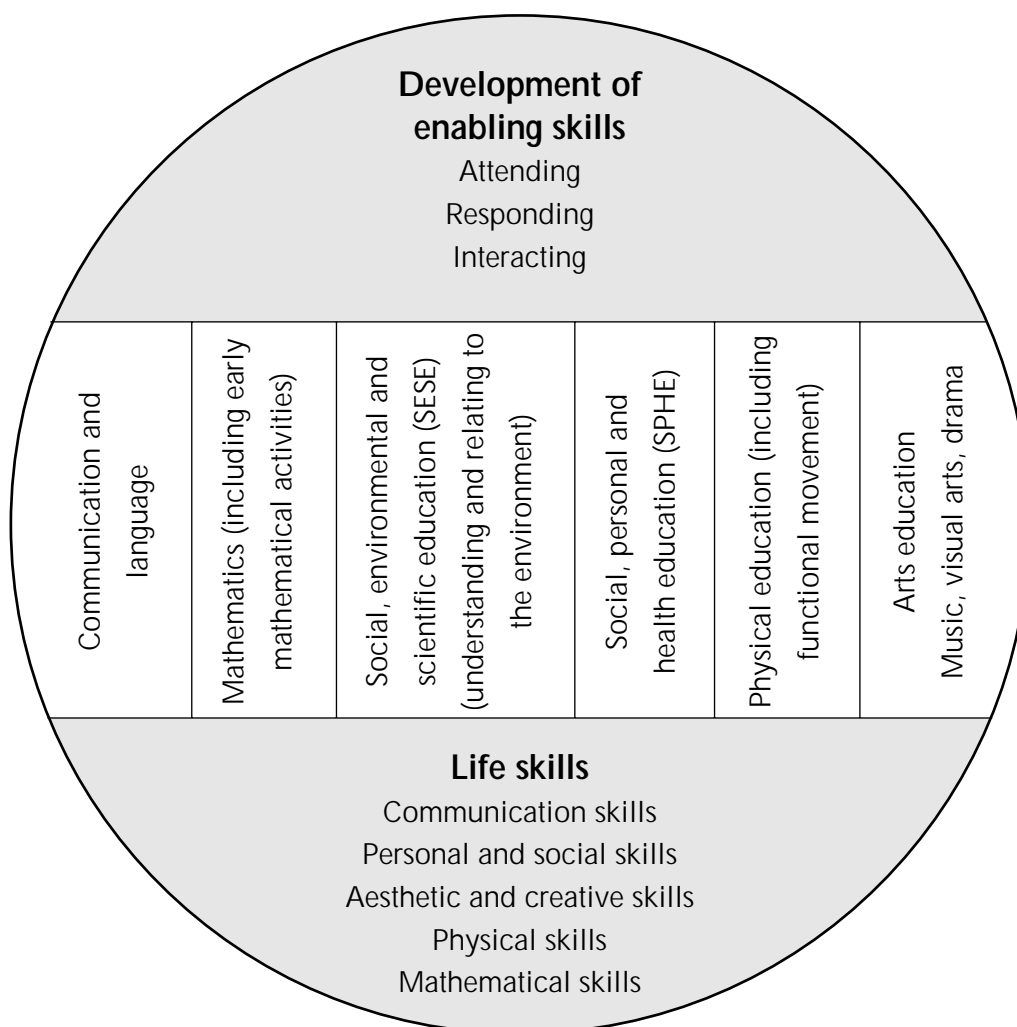 Development of
enabling skills
Attending
Responding
Interacting
Communication and
language
Mathematics (including early
mathematical activities)
Social, environmental and
scientific education (SESE)
(understanding and relating to
the environment)
Social, personal and
health education (SPHE)
Physical education (including
functional movement)
Arts education
Music, visual arts, drama
Life skills
Communication skills
Personal and social skills
Aesthetic and creative skills
Physical skills
Mathematical skills